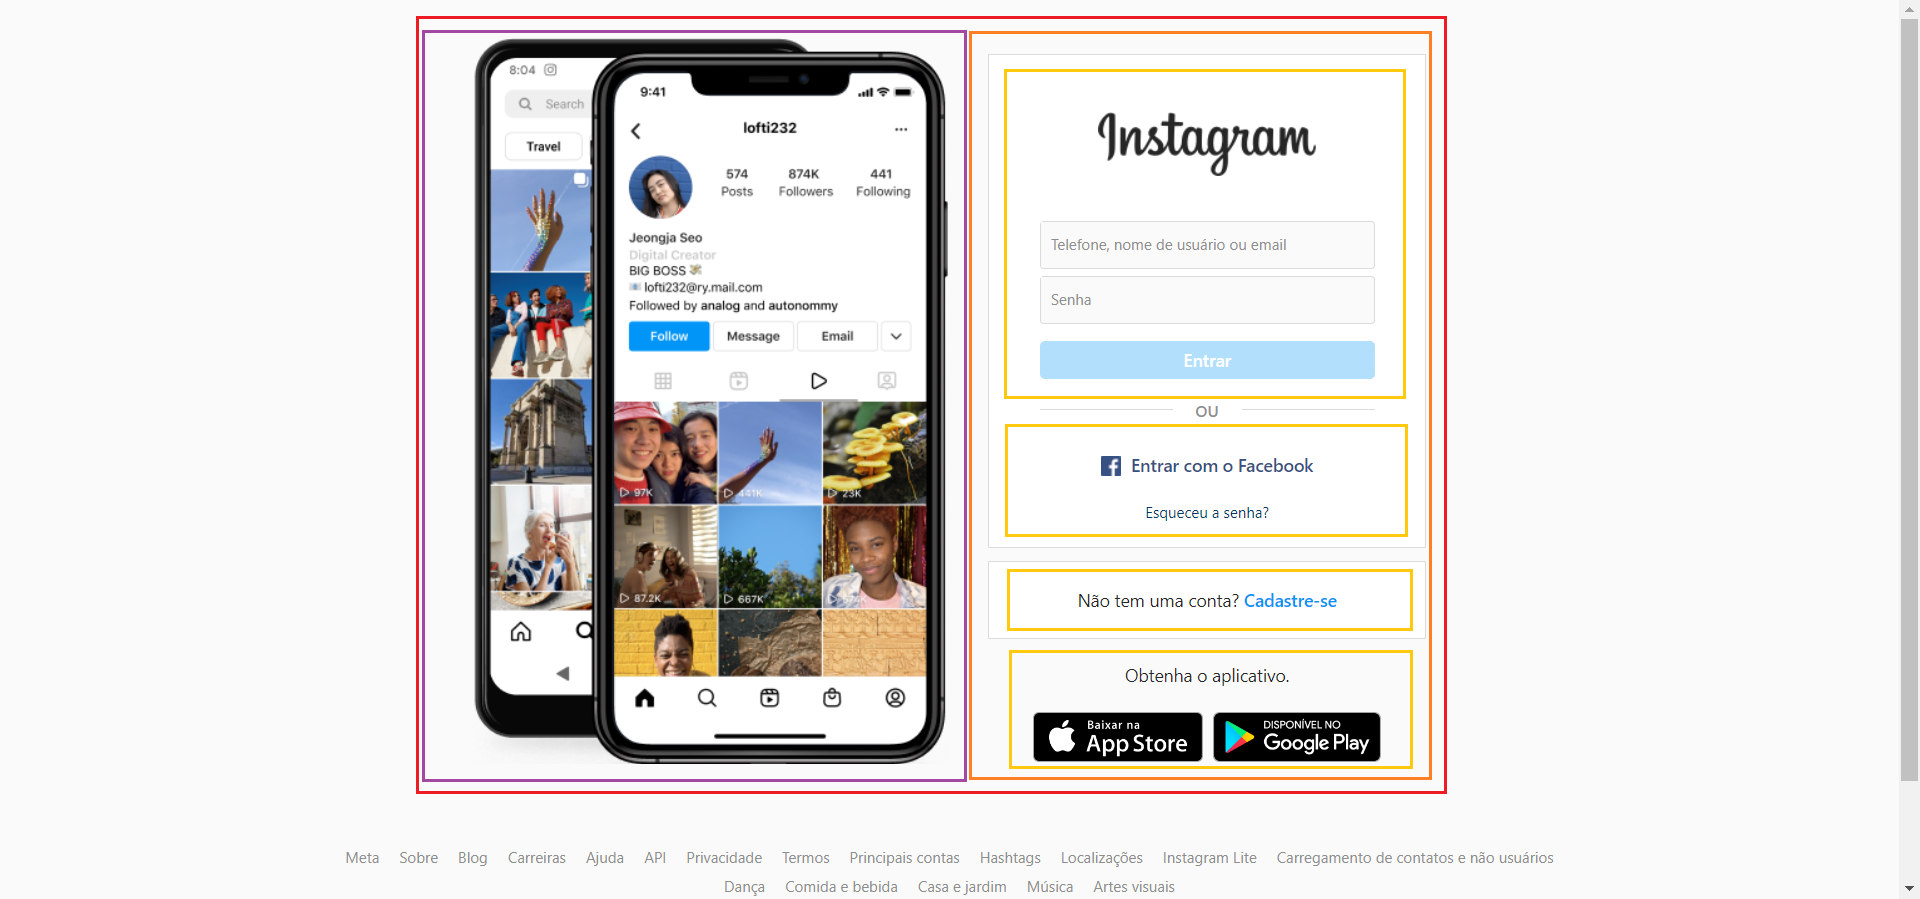 8:04
Search
Travel
9:41
lofti232
574 874K 441
Posts Followers Following
Jeongja Seo
Digital Creator
BIG BOSS
lofti232@ry.mail.com
Followed by analog and autonommy
Follow Message Email
97K 441K 23K
87.2K 667K
Instagram
Telefone, nome de usuário ou email
Senha
Entrar
OU
Entrar com o Facebook
Esqueceu a senha?
Não tem uma conta? Cadastre-se
Obtenha o aplicativo.
Baixar na
App Store
DISPONÍVEL NO
Google Play
Meta Sobre Blog Carreiras Ajuda API Privacidade Termos Principais contas Hashtags Localizações Instagram Lite Carregamento de contatos e não usuários
Dança Comida e bebida Casa e jardim Música Artes visuais